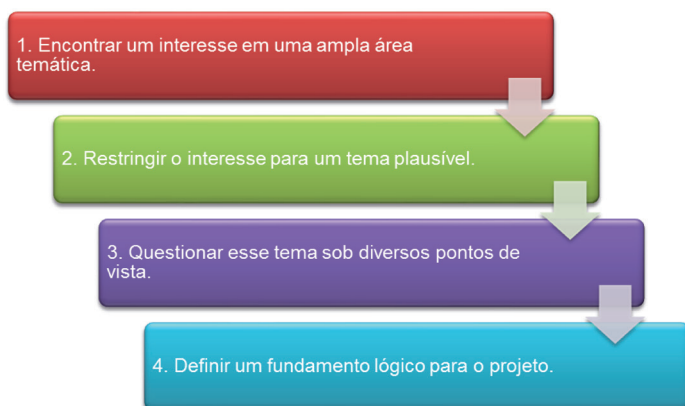 1. Encontrar um interesse em uma ampla área
temática.
2. Restringir o interesse para um tema plausível.
3. Questionar esse tema sob diversos pontos de
vista.
4. Definir um fundamento lógico para o projeto.